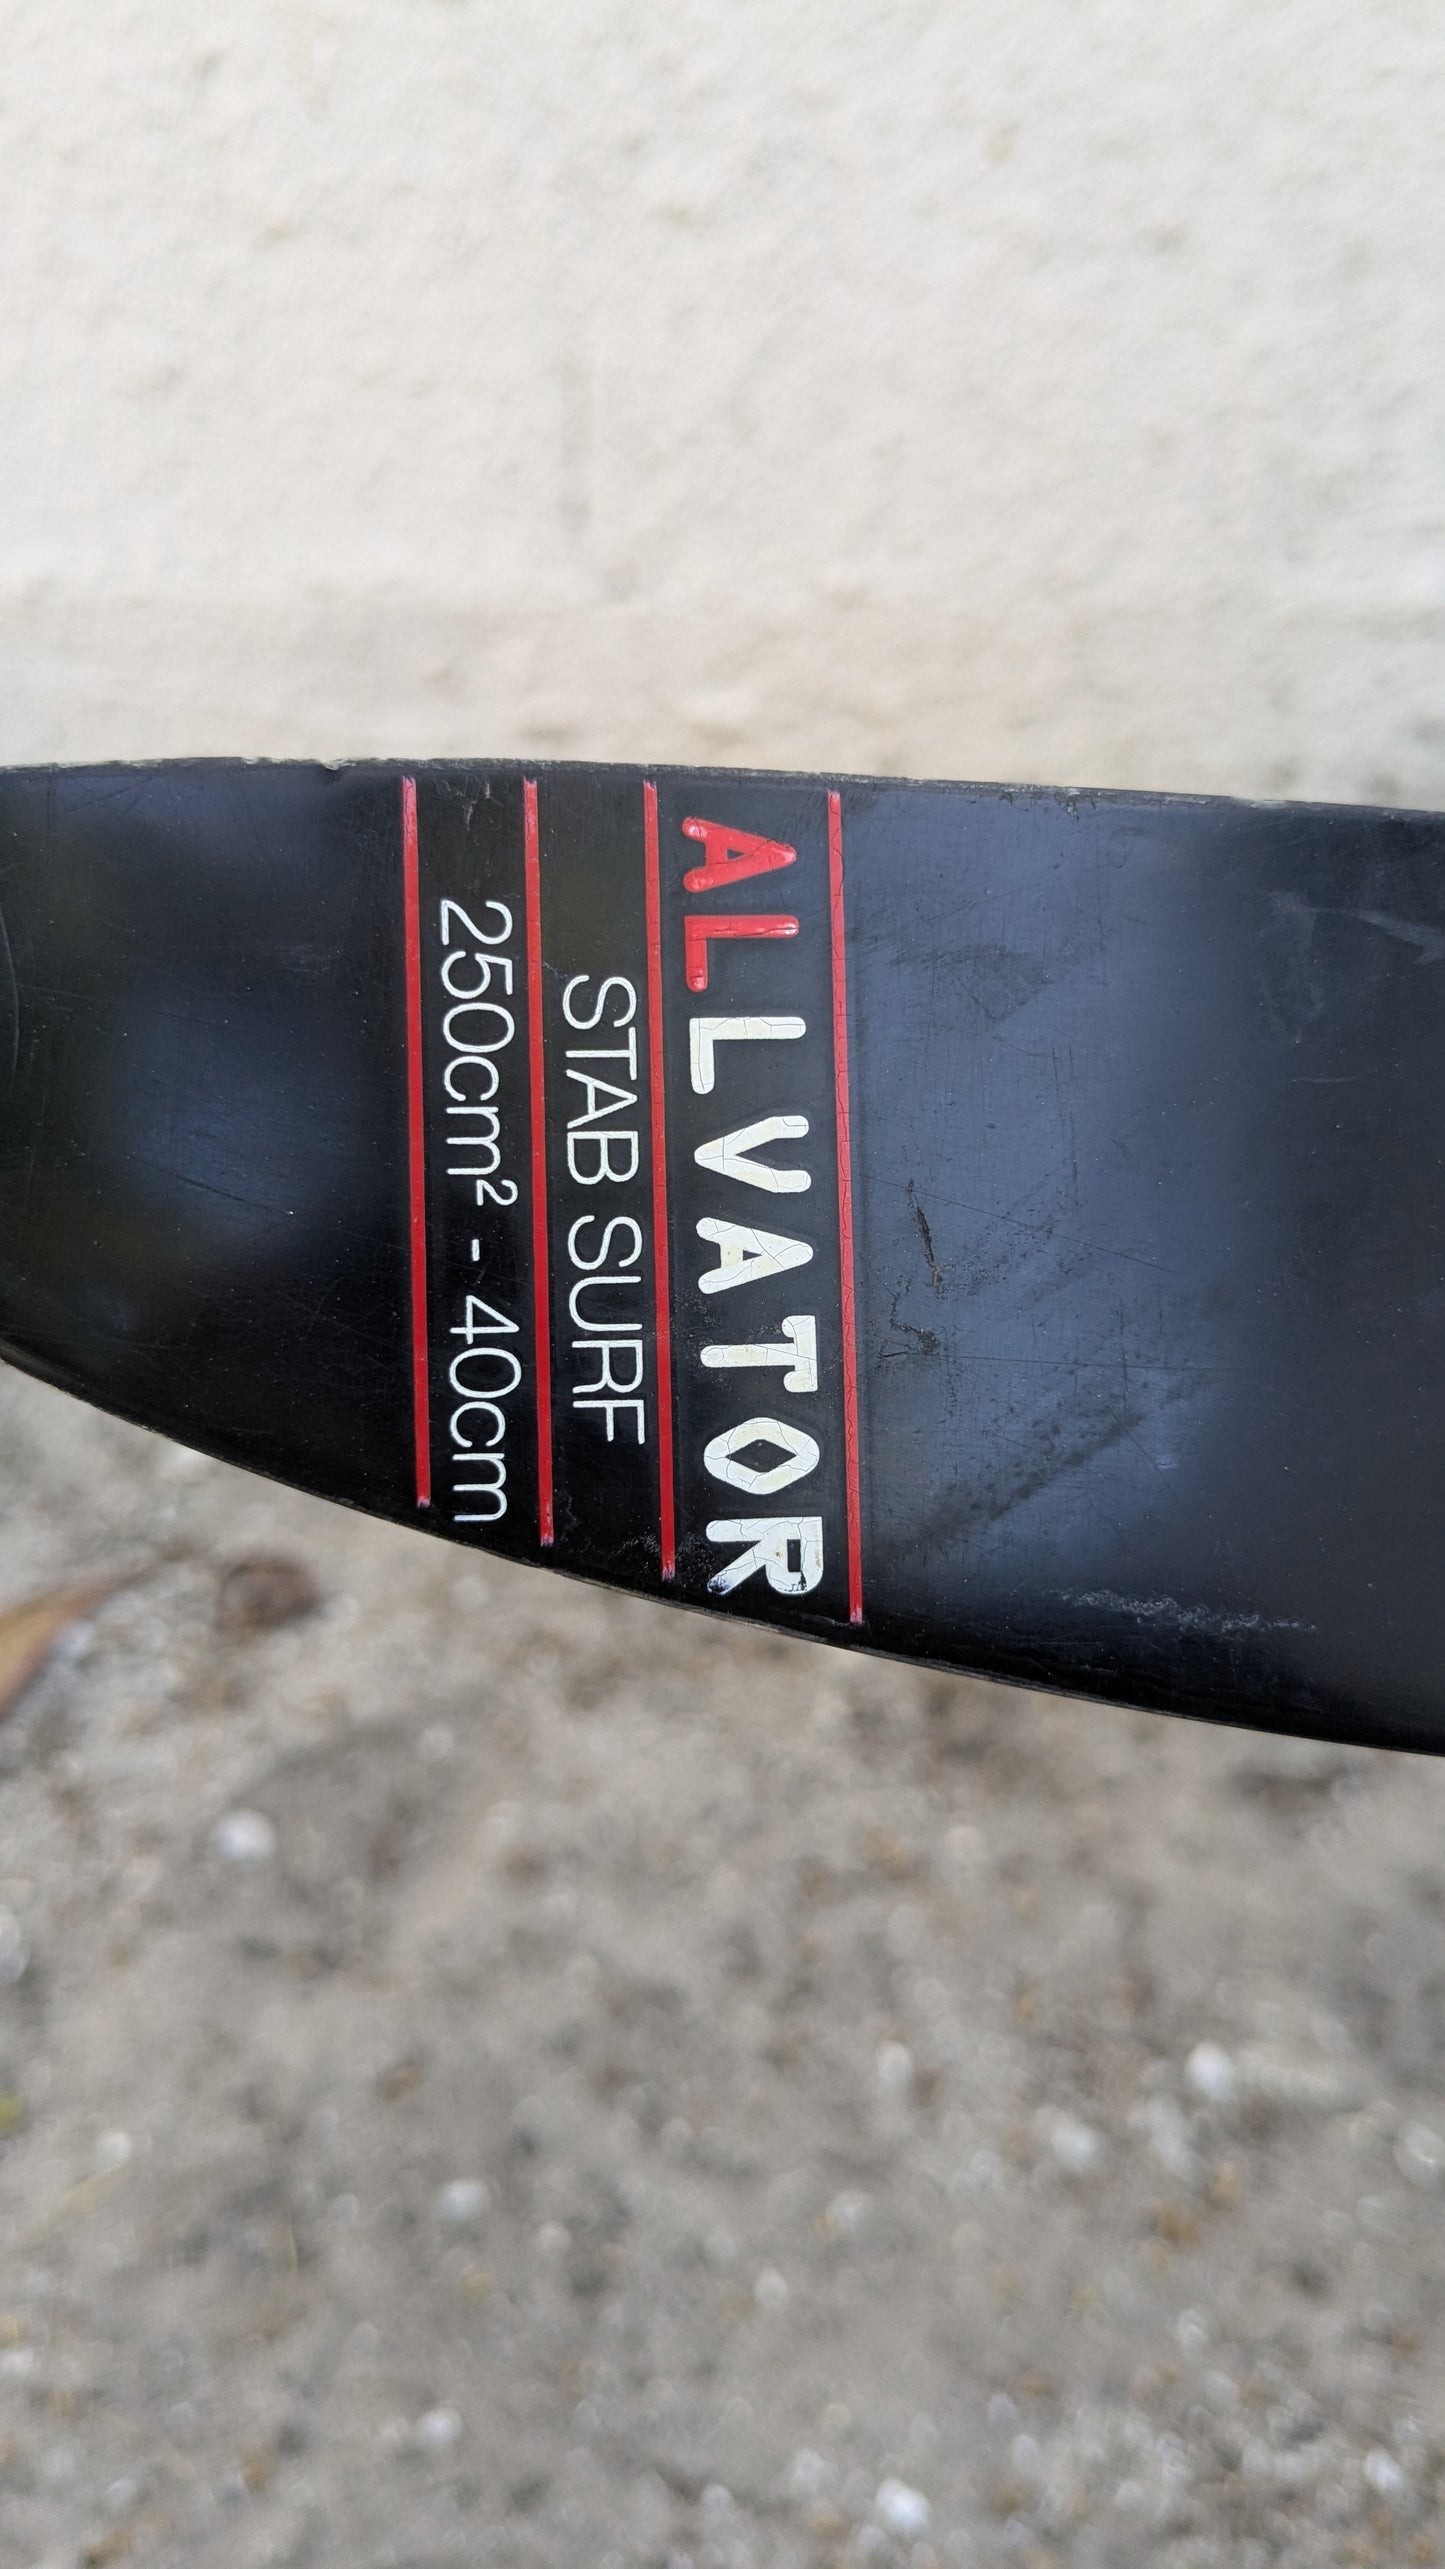 ALLVATOR
STAB SURF
250cm² - 40cm